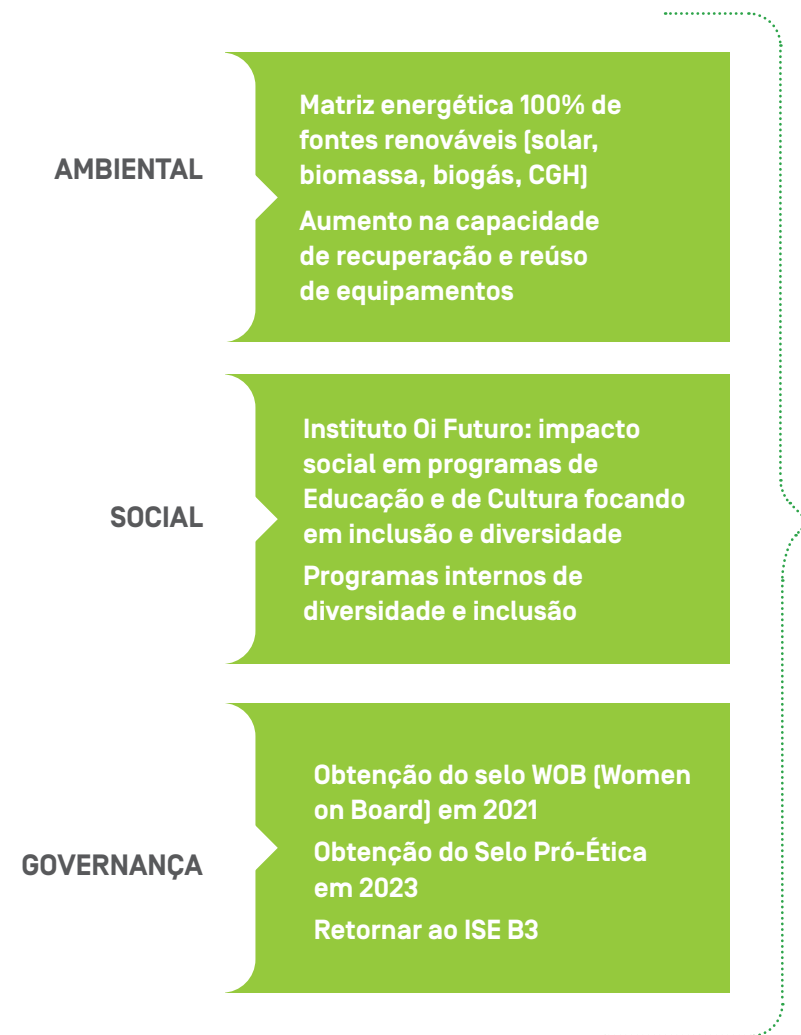 AMBIENTAL
Matriz energética 100% de
fontes renováveis (solar,
biomassa, biogás, CGH)
Aumento na capacidade
de recuperação e reúso
de equipamentos
SOCIAL
Instituto Oi Futuro: impacto
social em programas de
Educação e de Cultura focando
em inclusão e diversidade
Programas internos de
diversidade e inclusão
GOVERNANÇA
Obtenção do selo WOB (Women
on Board) em 2021
Obtenção do Selo Pró-Ética
em 2023
Retornar ao ISE B3